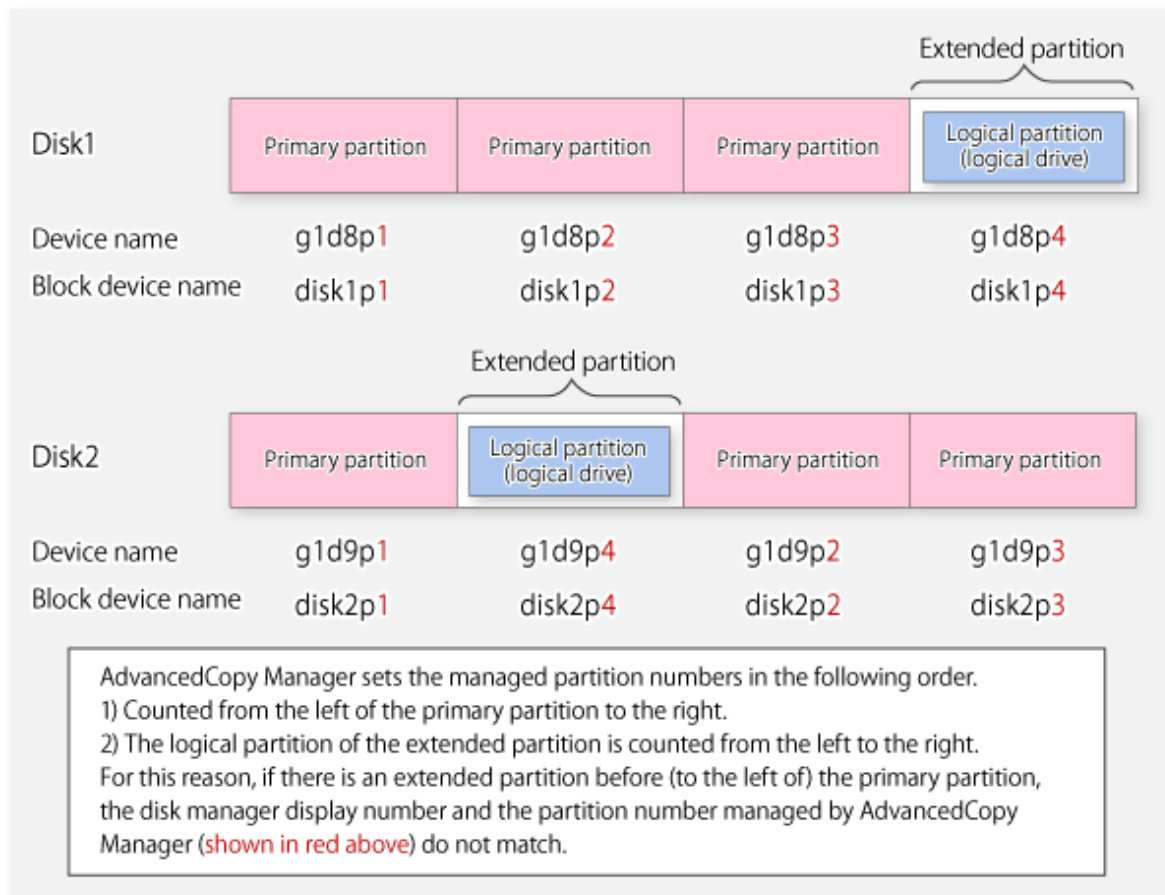 Extended partition
Disk1
Primary partition
Primary partition
Primary partition
Logical partition
(logical drive)
Device name g1d8p1 g1d8p2 g1d8p3 g1d8p4
Block device name disk1p1 disk1p2 disk1p3 disk1p4
Extended partition
Disk2
Primary partition
Logical partition
(logical drive)
Primary partition
Primary partition
Device name g1d9p1 g1d9p4 g1d9p2 g1d9p3
Block device name disk2p1 disk2p4 disk2p2 disk2p3
AdvancedCopy Manager sets the managed partition numbers in the following order.
1) Counted from the left of the primary partition to the right.
2) The logical partition of the extended partition is counted from the left to the right.
For this reason, if there is an extended partition before (to the left of) the primary partition,
the disk manager display number and the partition number managed by AdvancedCopy
Manager (shown in red above) do not match.